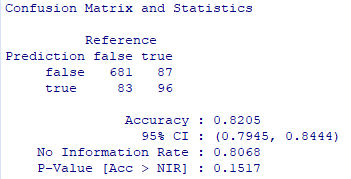 Confusion Matrix and Statistics
Reference
Prediction false true
false 681 87
true 83 96
Accuracy : 0.8205
95% CI : (0.7945, 0.8444)
No Information Rate : 0.8068
P-Value [Acc > NIR] : 0.1517